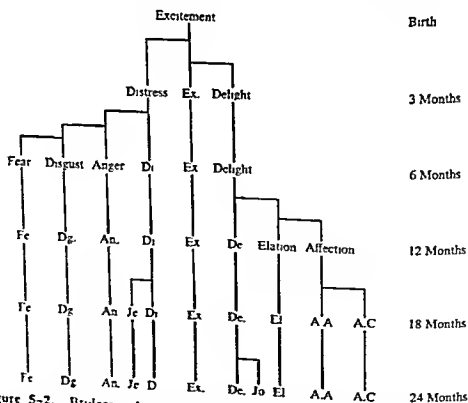 Excitement Birth
Distress Ex. Delight 3 Months
Fear Disgust Anger Di Ex Delight 6 Months
Fe Dg. An. Di Ex De Elation Affection 12 Months
Fe Dg An Je Di Ex De. El A.A A.C 18 Months
Fe Dg An. Je D Ex. De. Jo El A.A A.C 24 Months